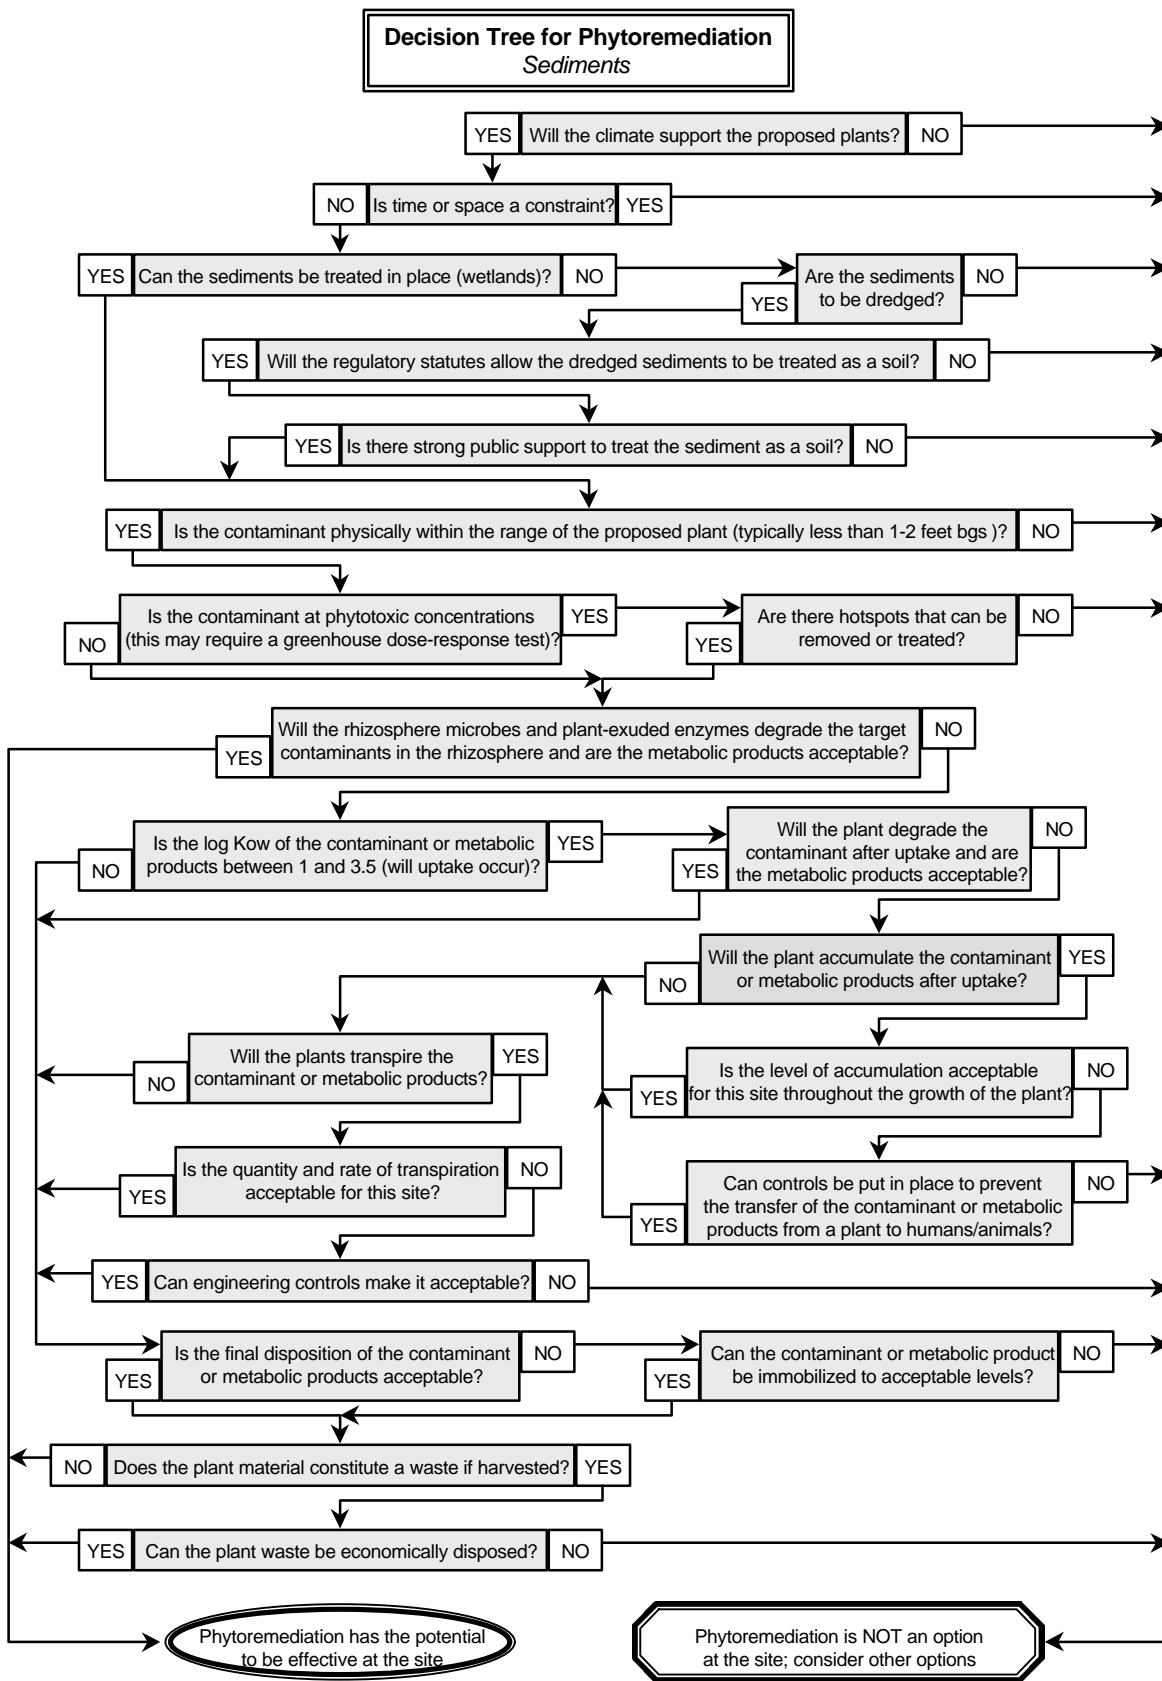 Decision Tree for Phytoremediation
Sediments
YES Will the climate support the proposed plants? NO
NO Is time or space a constraint? YES
YES Can the sediments be treated in place (wetlands)? NO
Are the sediments
to be dredged?
NO
YES
YES Will the regulatory statutes allow the dredged sediments to be treated as a soil? NO
YES Is there strong public support to treat the sediment as a soil? NO
YES Is the contaminant physically within the range of the proposed plant (typically less than 1-2 feet bgs )? NO
Is the contaminant at phytotoxic concentrations
(this may require a greenhouse dose-response test)?
YES
NO
Are there hotspots that can be
removed or treated?
NO
YES
Will the rhizosphere microbes and plant-exuded enzymes degrade the target
contaminants in the rhizosphere and are the metabolic products acceptable?
NO
YES
Is the log Kow of the contaminant or metabolic
products between 1 and 3.5 (will uptake occur)?
YES
NO
Will the plant degrade the
contaminant after uptake and are
the metabolic products acceptable?
NO
YES
Will the plant accumulate the contaminant
or metabolic products after uptake?
YES
NO
Will the plants transpire the
contaminant or metabolic products?
YES
NO
Is the level of accumulation acceptable
for this site throughout the growth of the plant?
NO
YES
Is the quantity and rate of transpiration
acceptable for this site?
NO
YES
Can controls be put in place to prevent
the transfer of the contaminant or metabolic
products from a plant to humans/animals?
NO
YES
YES Can engineering controls make it acceptable? NO
Is the final disposition of the contaminant
or metabolic products acceptable?
NO
YES
Can the contaminant or metabolic product
be immobilized to acceptable levels?
NO
YES
NO Does the plant material constitute a waste if harvested? YES
YES Can the plant waste be economically disposed? NO
Phytoremediation has the potential
to be effective at the site
Phytoremediation is NOT an option
at the site; consider other options